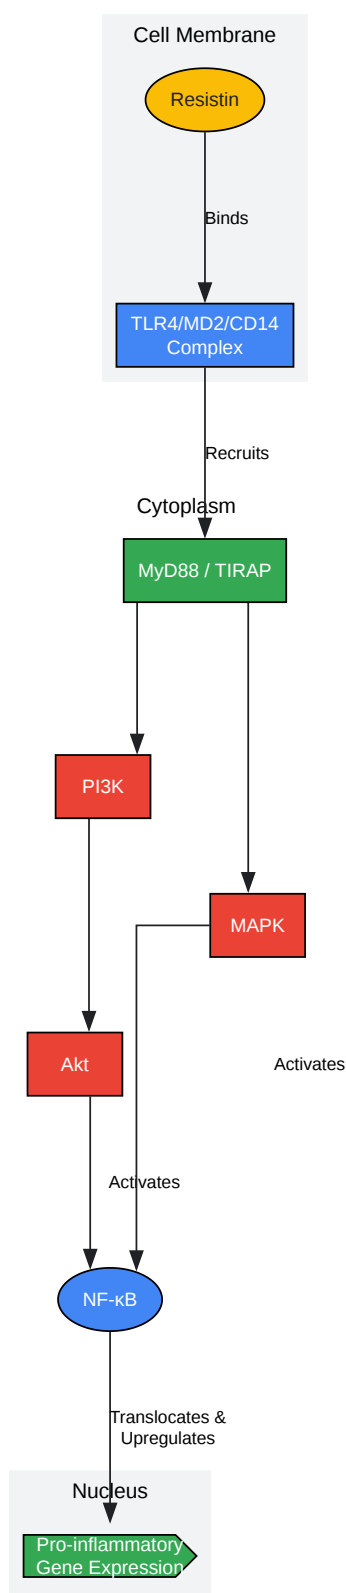 Cell Membrane
Resistin
Binds
TLR4/MD2/CD14
Complex
Recruits
Cytoplasm
MyD88 / TIRAP
PI3K
MAPK
Akt
Activates
Activates
NF-κB
Translocates &
Upregulates
Nucleus
Pro-inflammatory
Gene Expression